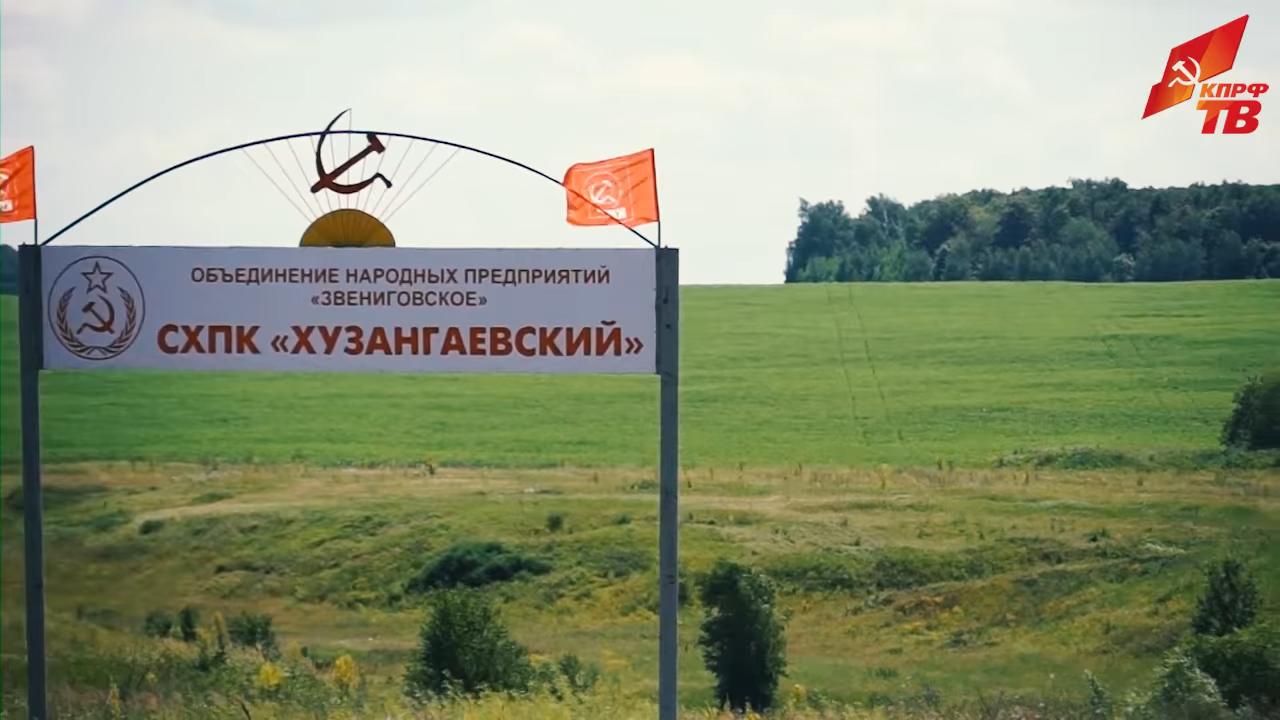 КПРФ
ТВ
ОБЪЕДИНЕНИЕ НАРОДНЫХ ПРЕДПРИЯТИЙ
«ЗВЕНИГОВСКОЕ»
СХПК «ХУЗАНГАЕВСКИЙ»